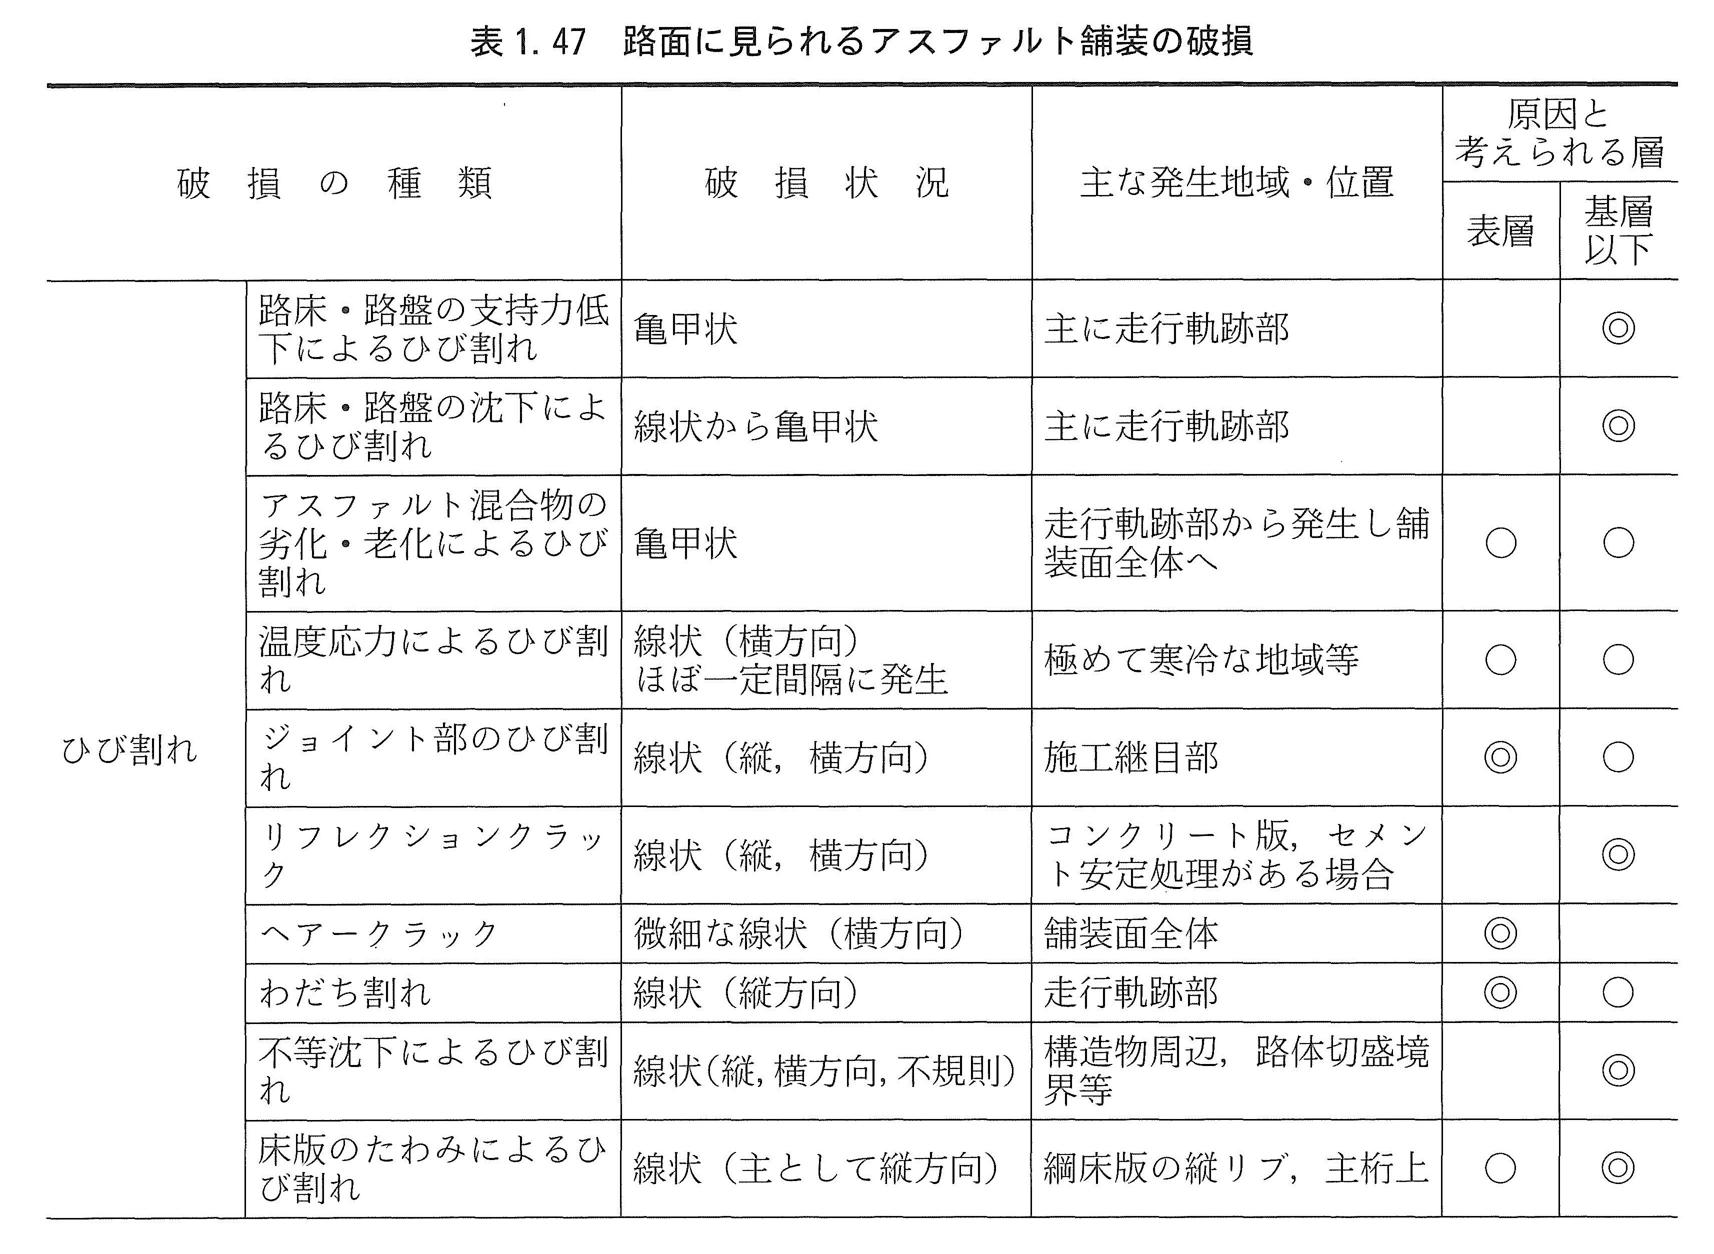 表1.47　路面に見られるアスファルト舗装の破損
破損の種類
破損状況
主な発生地域・位置
原因と
考えられる層
表層
基層
以下
ひび割れ
路床・路盤の支持力低
下によるひび割れ
亀甲状
主に走行軌跡部
◎
路床・路盤の沈下によ
るひび割れ
線状から亀甲状
主に走行軌跡部
◎
アスファルト混合物の
劣化・老化によるひび
割れ
亀甲状
走行軌跡部から発生し舗
装面全体へ
○
○
温度応力によるひび割
れ
線状（横方向）
ほぼ一定間隔に発生
極めて寒冷な地域等
○
○
ジョイント部のひび割
れ
線状（縦，横方向）
施工継目部
◎
○
リフレクションクラッ
ク
線状（縦，横方向）
コンクリート版，セメン
ト安定処理がある場合
◎
ヘアークラック
微細な線状（横方向）
舗装面全体
◎
わだち割れ
線状（縦方向）
走行軌跡部
◎
○
不等沈下によるひび割
れ
線状（縦，横方向，不規則）
構造物周辺，路体切盛境
界等
◎
床版のたわみによるひ
び割れ
線状（主として縦方向）
綱床版の縦リブ，主桁上
○
◎